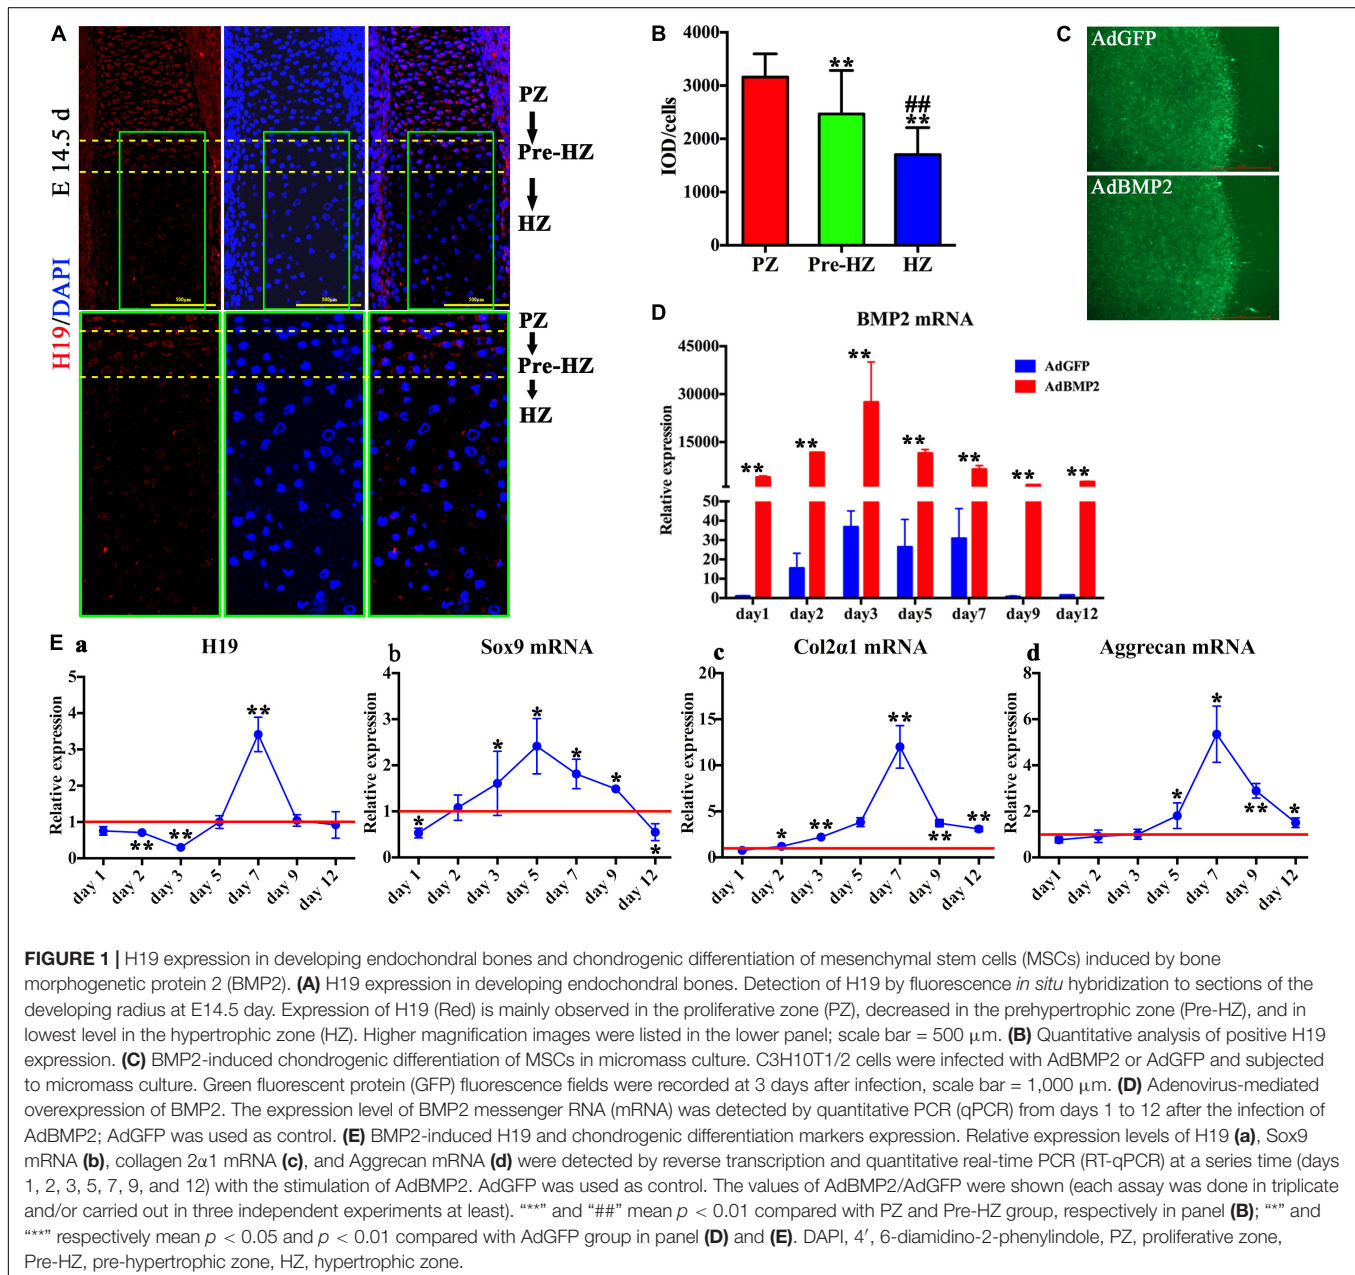 A
E 14.5 d
H19/DAPI
PZ
Pre-HZ
HZ
500μm
500μm
500μm
PZ
Pre-HZ
HZ
B
IOD/cells
4000
3000
2000
1000
0
**
##
**
PZ Pre-HZ HZ
C
AdGFP
AdBMP2
D
BMP2 mRNA
Relative expression
45000
30000
15000
50
40
30
20
10
0
AdGFP
AdBMP2
** ** ** ** ** ** **
day1 day2 day3 day5 day7 day9 day12
E
a
H19
Relative expression
5
4
3
2
1
0
** ** **
day 1 day 2 day 3 day 5 day 7 day 9 day 12
b
Sox9 mRNA
Relative expression
4
3
2
1
0
* * * * * *
day 1 day 2 day 3 day 5 day 7 day 9 day 12
c
Col2α1 mRNA
Relative expression
20
15
10
5
0
* ** ** ** **
day 1 day 2 day 3 day 5 day 7 day 9 day 12
d
Aggrecan mRNA
Relative expression
8
6
4
2
0
* * ** *
day1 day 2 day 3 day 5 day 7 day 9 day 12
FIGURE 1 | H19 expression in developing endochondral bones and chondrogenic differentiation of mesenchymal stem cells (MSCs) induced by bone
morphogenetic protein 2 (BMP2). (A) H19 expression in developing endochondral bones. Detection of H19 by fluorescence in situ hybridization to sections of the
developing radius at E14.5 day. Expression of H19 (Red) is mainly observed in the proliferative zone (PZ), decreased in the prehypertrophic zone (Pre-HZ), and in
lowest level in the hypertrophic zone (HZ). Higher magnification images were listed in the lower panel; scale bar = 500 μm. (B) Quantitative analysis of positive H19
expression. (C) BMP2-induced chondrogenic differentiation of MSCs in micromass culture. C3H10T1/2 cells were infected with AdBMP2 or AdGFP and subjected
to micromass culture. Green fluorescent protein (GFP) fluorescence fields were recorded at 3 days after infection, scale bar = 1,000 μm. (D) Adenovirus-mediated
overexpression of BMP2. The expression level of BMP2 messenger RNA (mRNA) was detected by quantitative PCR (qPCR) from days 1 to 12 after the infection of
AdBMP2; AdGFP was used as control. (E) BMP2-induced H19 and chondrogenic differentiation markers expression. Relative expression levels of H19 (a), Sox9
mRNA (b), collagen 2α1 mRNA (c), and Aggrecan mRNA (d) were detected by reverse transcription and quantitative real-time PCR (RT-qPCR) at a series time (days
1, 2, 3, 5, 7, 9, and 12) with the stimulation of AdBMP2. AdGFP was used as control. The values of AdBMP2/AdGFP were shown (each assay was done in triplicate
and/or carried out in three independent experiments at least). “**” and “##” mean p < 0.01 compared with PZ and Pre-HZ group, respectively in panel (B); “*” and
“**” respectively mean p < 0.05 and p < 0.01 compared with AdGFP group in panel (D) and (E). DAPI, 4′, 6-diamidino-2-phenylindole, PZ, proliferative zone,
Pre-HZ, pre-hypertrophic zone, HZ, hypertrophic zone.